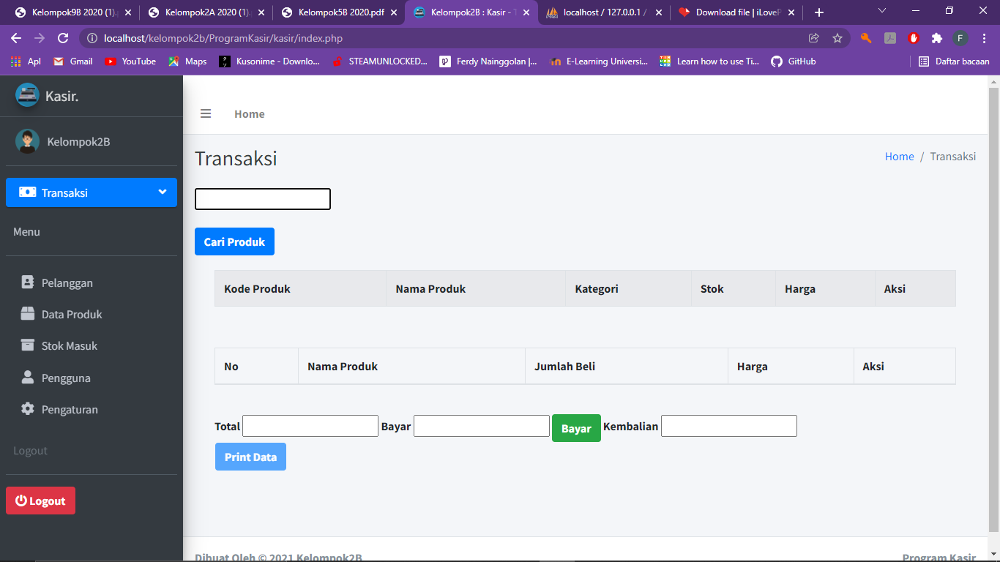 Kelompok9B 2020 (1).
Kelompok2A 2020 (1).
Kelompok5B 2020.pdf
Kelompok2B : Kasir -
localhost / 127.0.0.1 /
Download file | iLoveP
localhost/kelompok2b/ProgramKasir/kasir/index.php
F
Apl
Gmail
YouTube
Maps
Kusonime - Downlo...
STEAMUNLOCKED...
Ferdy Nainggolan |...
E-Learning Universi...
Learn how to use Ti...
GitHub
Daftar bacaan
Kasir.
Kelompok2B
Transaksi
Menu
Pelanggan
Data Produk
Stok Masuk
Pengguna
Pengaturan
Logout
Logout
Home
Transaksi
Home / Transaksi
Cari Produk
Kode Produk Nama Produk Kategori Stok Harga Aksi
No Nama Produk Jumlah Beli Harga Aksi
Total Bayar Bayar Kembalian
Print Data
Dibuat Oleh © 2021 Kelompok2B
Program Kasir